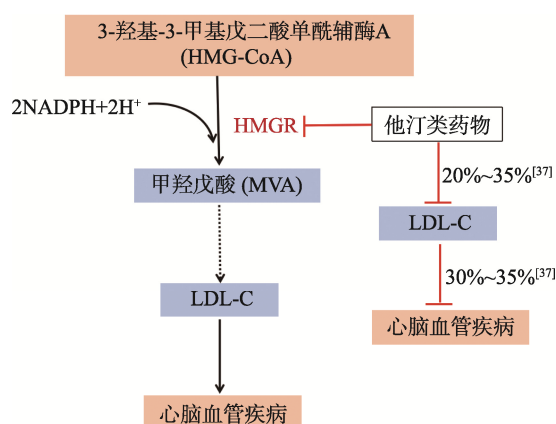 3-羟基-3-甲基戊二酸单酰辅酶A
(HMG-CoA)
2NADPH+2H⁺
HMGR
他汀类药物
甲羟戊酸 (MVA)
20%~35%[37]
LDL-C
30%~35%[37]
LDL-C
心脑血管疾病
心脑血管疾病